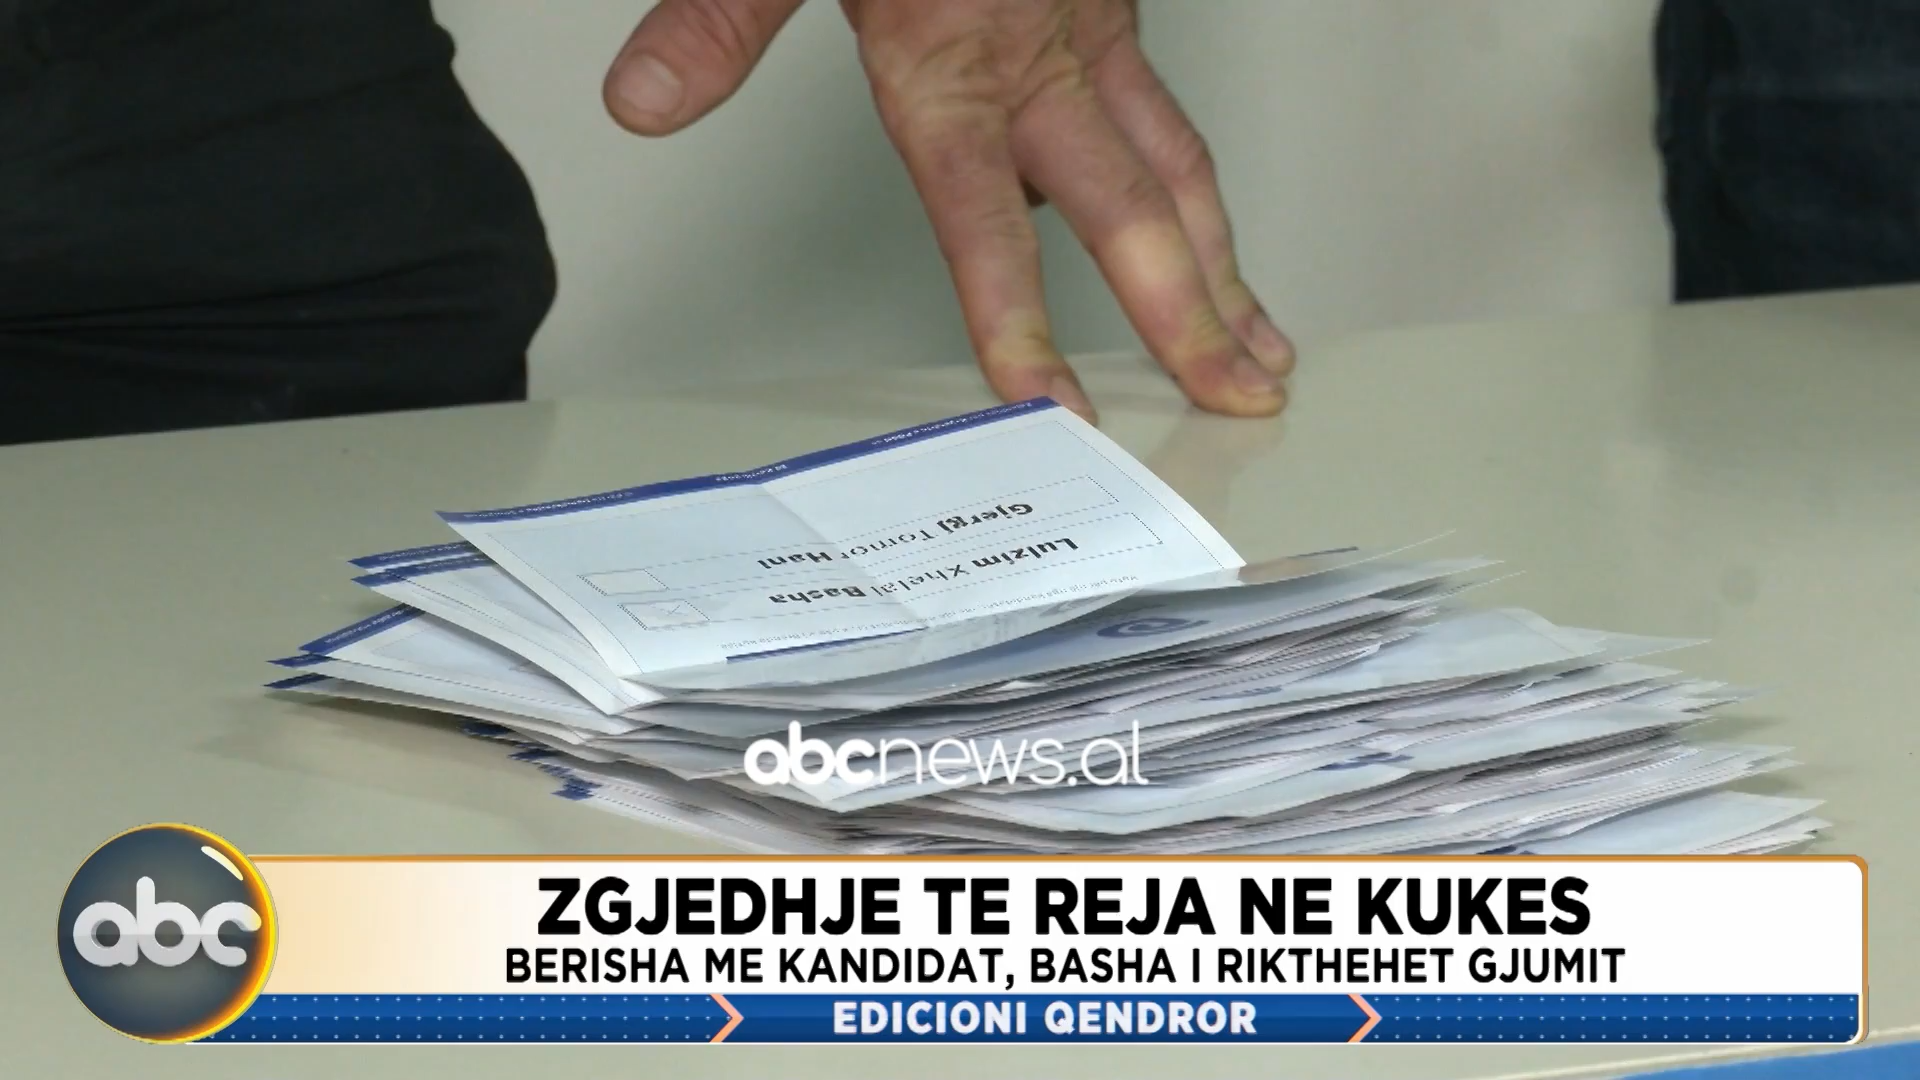 Gjergj Tomor Hani
Lulzim Xhelal Basha
abcnews.al
abc
ZGJEDHJE TE REJA NE KUKES
BERISHA ME KANDIDAT, BASHA I RIKTHEHET GJUMIT
EDICIONI QENDROR